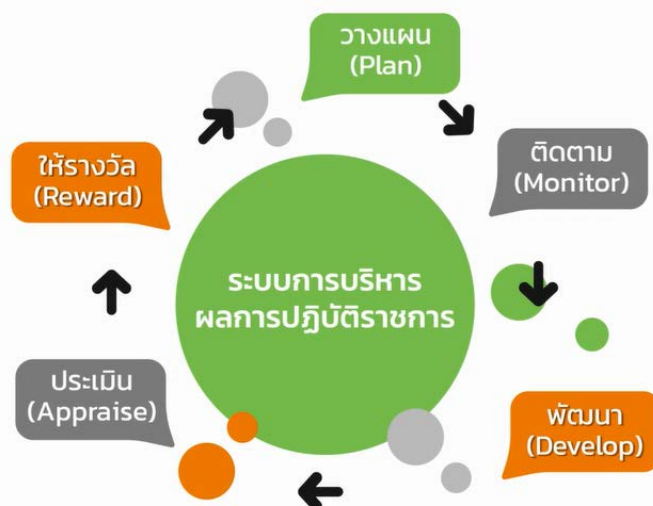 วางแผน
(Plan)
ติดตาม
(Monitor)
ให้รางวัล
(Reward)
ระบบการบริหาร
ผลการปฏิบัติราชการ
ประเมิน
(Appraise)
พัฒนา
(Develop)